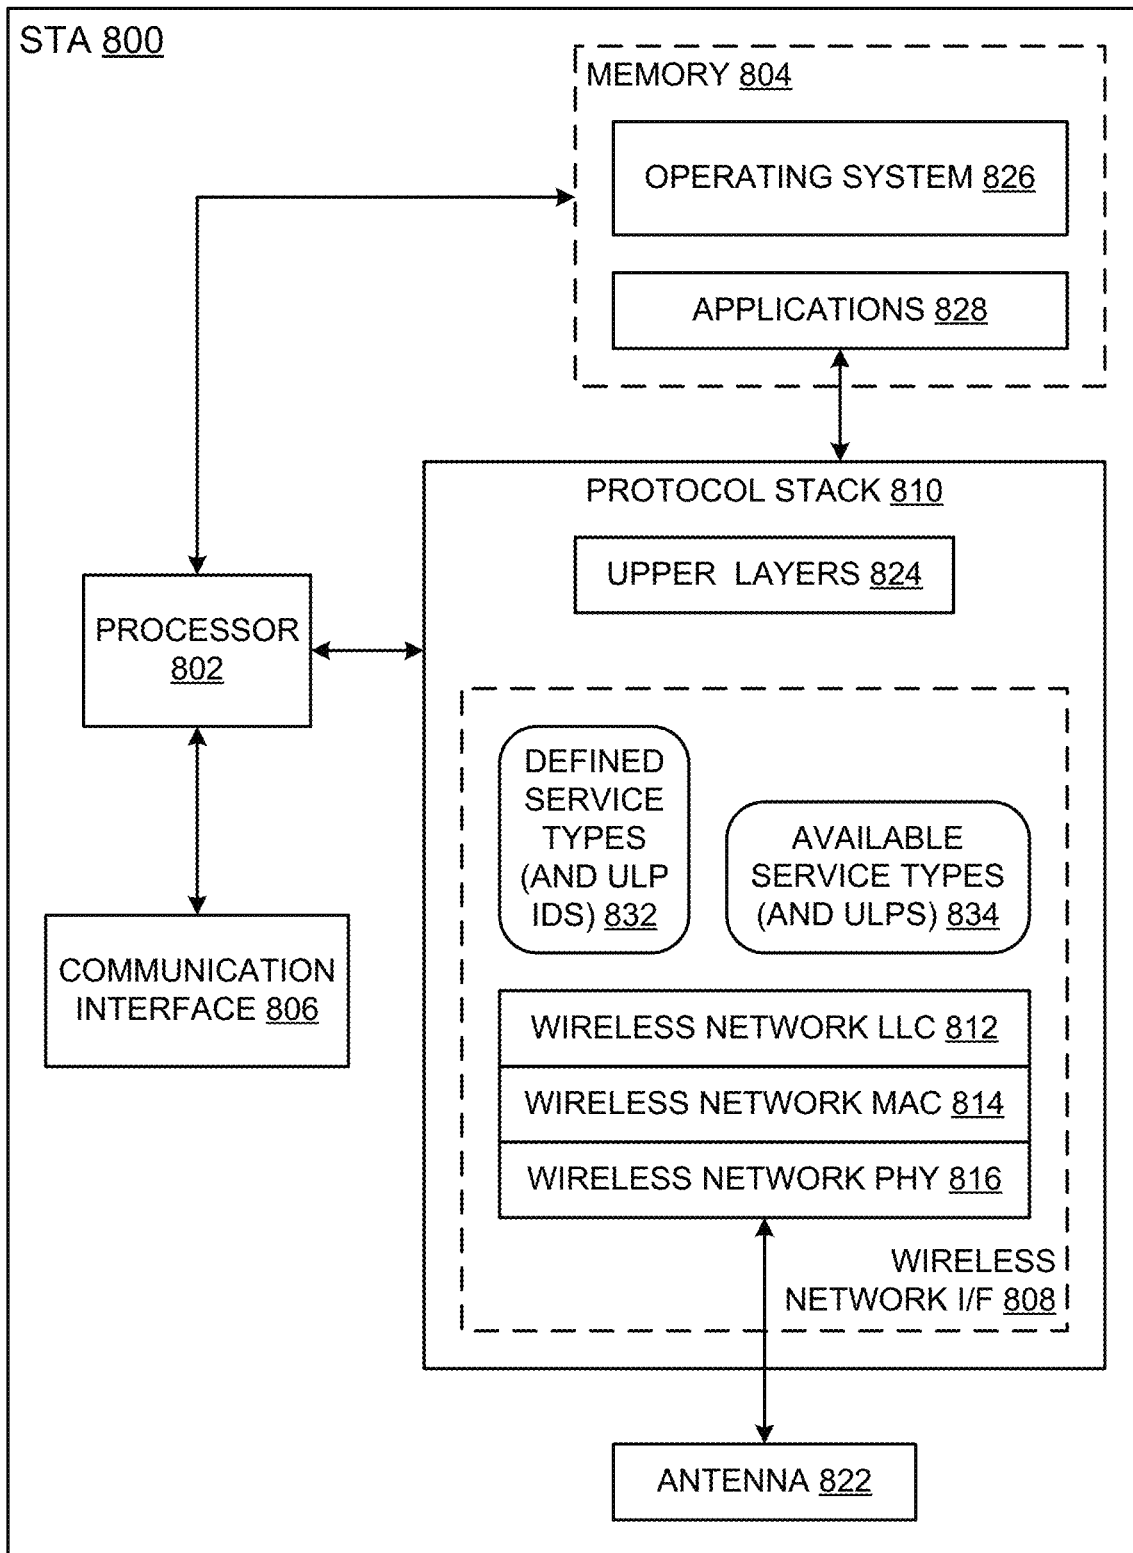 STA 800
MEMORY 804
OPERATING SYSTEM 826
APPLICATIONS 828
PROTOCOL STACK 810
UPPER LAYERS 824
PROCESSOR
802
DEFINED
SERVICE
TYPES
(AND ULP
IDS) 832
AVAILABLE
SERVICE TYPES
(AND ULPS) 834
COMMUNICATION
INTERFACE 806
WIRELESS NETWORK LLC 812
WIRELESS NETWORK MAC 814
WIRELESS NETWORK PHY 816
WIRELESS
NETWORK I/F 808
ANTENNA 822